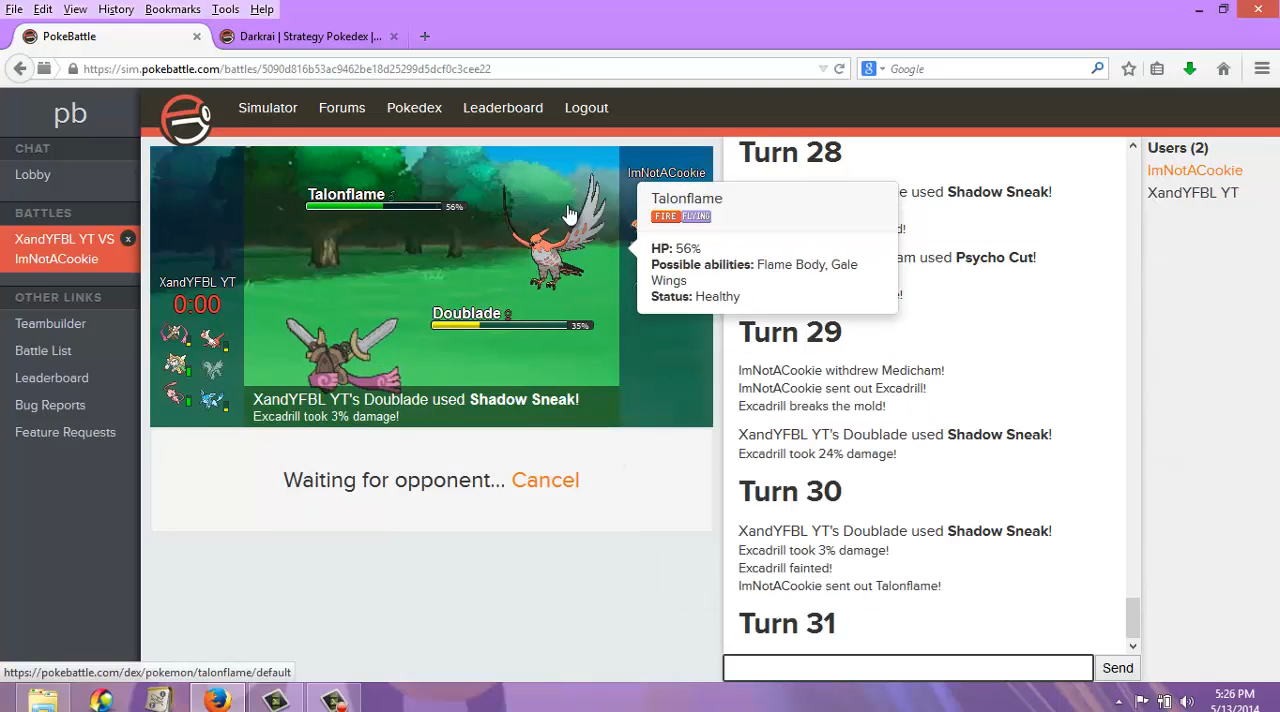 File Edit View History Bookmarks Tools Help
PokeBattle
Darkrai | Strategy Pokedex |...
https://sim.pokebattle.com/battles/5090d816b53ac9462be18d25299d5dcf0c3cee22
Google
pb
Simulator Forums Pokedex Leaderboard Logout
CHAT
Lobby
BATTLES
XandYFBL YT VS
ImNotACookie
OTHER LINKS
Teambuilder
Battle List
Leaderboard
Bug Reports
Feature Requests
Talonflame
56%
ImNotACookie
XandYFBL YT
0:00
Doublade
35%
XandYFBL YT's Doublade used Shadow Sneak!
Excadrill took 3% damage!
Waiting for opponent... Cancel
Talonflame
FIRE FLYING
HP: 56%
Possible abilities: Flame Body, Gale
Wings
Status: Healthy
Turn 28
used Shadow Sneak!
used Psycho Cut!
Turn 29
ImNotACookie withdrew Medicham!
ImNotACookie sent out Excadrill!
Excadrill breaks the mold!
XandYFBL YT's Doublade used Shadow Sneak!
Excadrill took 24% damage!
Turn 30
XandYFBL YT's Doublade used Shadow Sneak!
Excadrill took 3% damage!
Excadrill fainted!
ImNotACookie sent out Talonflame!
Turn 31
Send
Users (2)
ImNotACookie
XandYFBL YT
https://pokebattle.com/dex/pokemon/talonflame/default
5:26 PM
5/13/2014